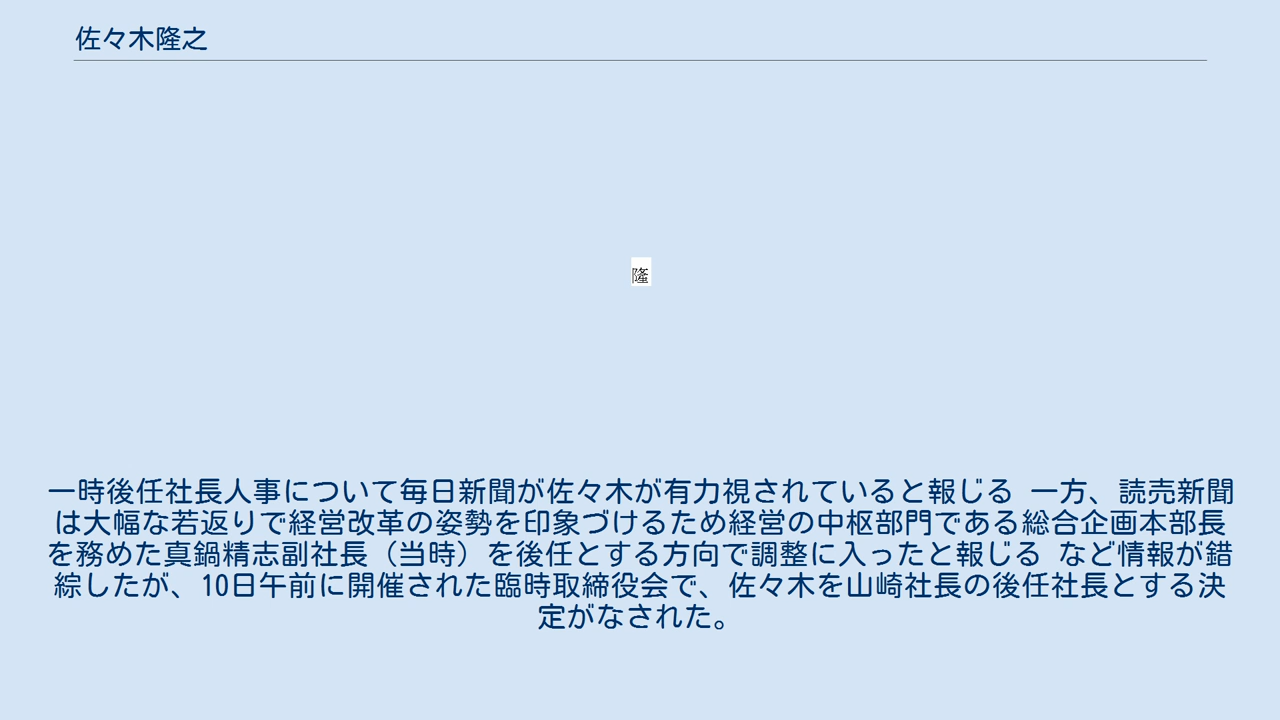 佐々木隆之
隆
一時後任社長人事について毎日新聞が佐々木が有力視されていると報じる 一方、読売新聞
は大幅な若返りで経営改革の姿勢を印象づけるため経営の中枢部門である総合企画本部長
を務めた真鍋精志副社長（当時）を後任とする方向で調整に入ったと報じる など情報が錯
綜したが、10日午前に開催された臨時取締役会で、佐々木を山崎社長の後任社長とする決
定がなされた。